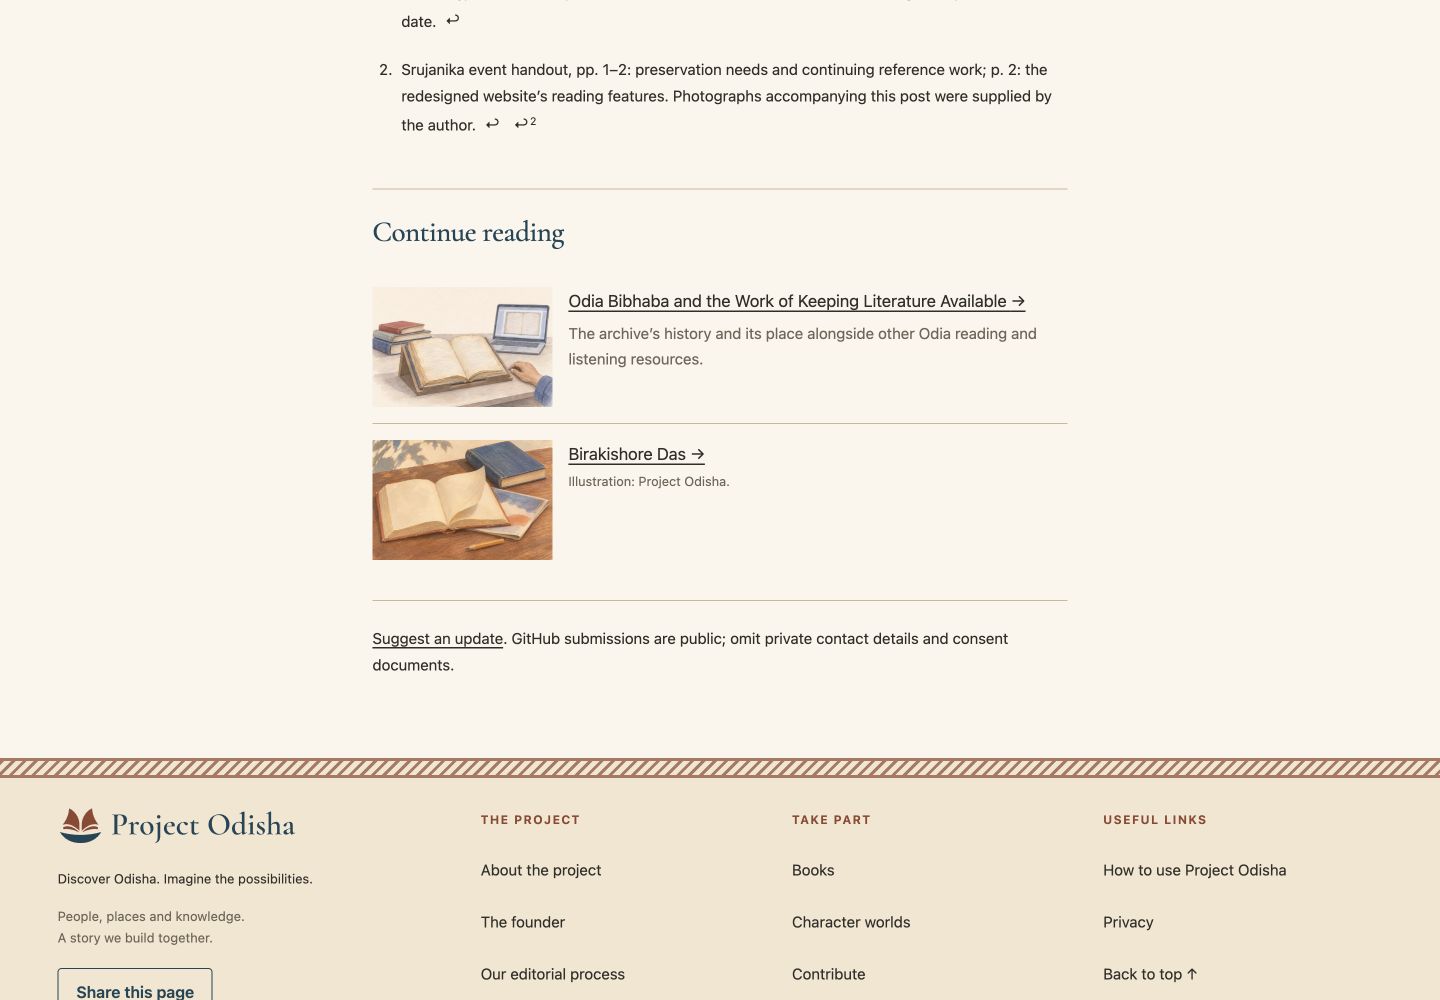 date. ↩
2. Srujanika event handout, pp. 1–2: preservation needs and continuing reference work; p. 2: the
redesigned website’s reading features. Photographs accompanying this post were supplied by
the author. ↩ ↩2
Continue reading
Odia Bibhaba and the Work of Keeping Literature Available →
The archive’s history and its place alongside other Odia reading and
listening resources.
Birakishore Das →
Illustration: Project Odisha.
Suggest an update. GitHub submissions are public; omit private contact details and consent
documents.
Project Odisha
Discover Odisha. Imagine the possibilities.
People, places and knowledge.
A story we build together.
Share this page
THE PROJECT
About the project
The founder
Our editorial process
TAKE PART
Books
Character worlds
Contribute
USEFUL LINKS
How to use Project Odisha
Privacy
Back to top ↑